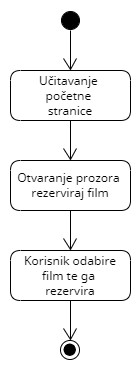 Učitavanje
početne
stranice
Otvaranje prozora
rezerviraj film
Korisnik odabire
film te ga
rezervira